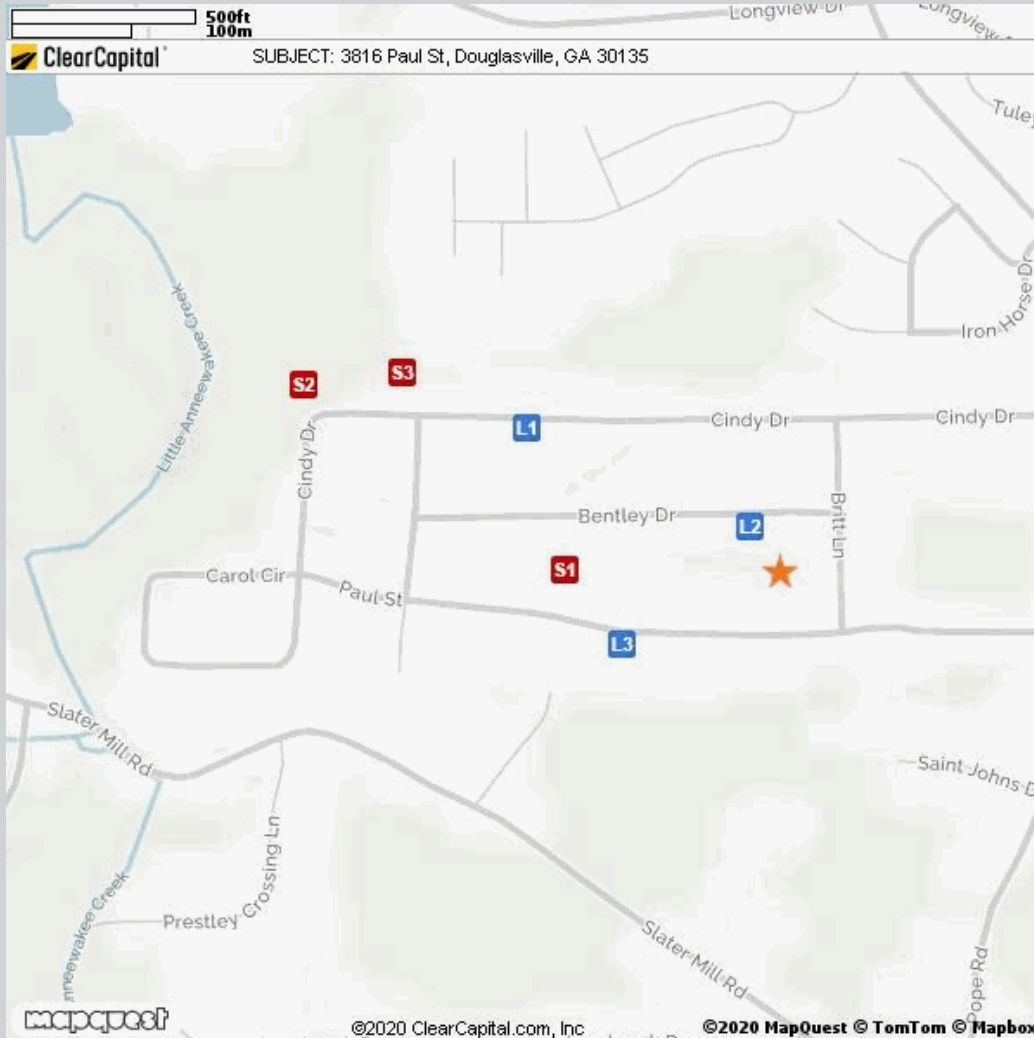 500ft
100m
Longview Dr
Longview
ClearCapital
SUBJECT: 3816 Paul St, Douglasville, GA 30135
Little Anneewakee Creek
Iron Horse Dr
S2
S3
L1
Cindy Dr
Cindy Dr
Cindy Dr
Bentley Dr
L2
Britt Ln
S1
Carol Cir
Paul St
L3
Slater Mill Rd
Saint Johns D
Prestley Crossing Ln
nneewakee Creek
Slater Mill Rd
Pope Rd
mapquest
©2020 ClearCapital.com, Inc
©2020 MapQuest © TomTom © Mapbox